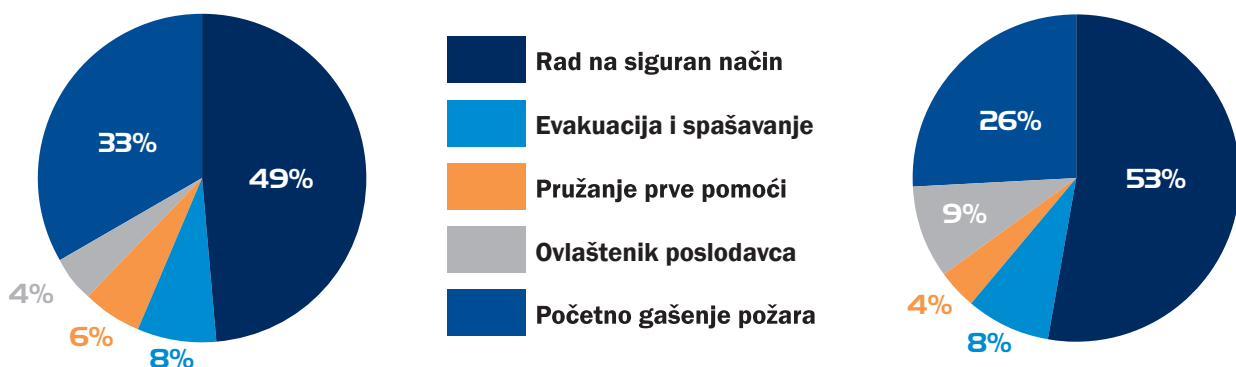 33%
49%
4%
6%
8%
Rad na siguran način
Evakuacija i spašavanje
Pružanje prve pomoći
Ovlaštenik poslodavca
Početno gašenje požara
26%
53%
9%
4%
8%